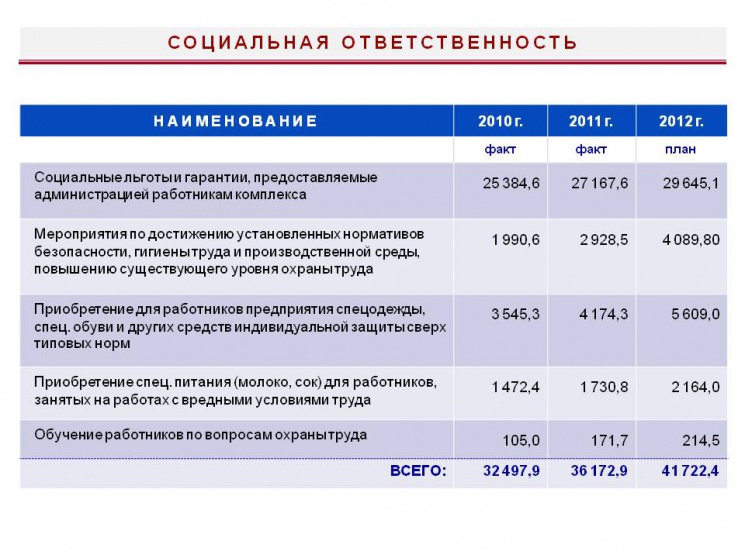 СОЦИАЛЬНАЯ ОТВЕТСТВЕННОСТЬ
НАИМЕНОВАНИЕ 2010 г. 2011 г. 2012 г.
факт факт план
Социальные льготы и гарантии, предоставляемые
администрацией работникам комплекса 25 384,6 27 167,6 29 645,1
Мероприятия по достижению установленных нормативов
безопасности, гигиены труда и производственной среды,
повышению существующего уровня охраны труда 1 990,6 2 928,5 4 089,80
Приобретение для работников предприятия спецодежды,
спец. обуви и других средств индивидуальной защиты сверх
типовых норм 3 545,3 4 174,3 5 609,0
Приобретение спец. питания (молоко, сок) для работников,
занятых на работах с вредными условиями труда 1 472,4 1 730,8 2 164,0
Обучение работников по вопросам охраны труда 105,0 171,7 214,5
ВСЕГО: 32 497,9 36 172,9 41 722,4